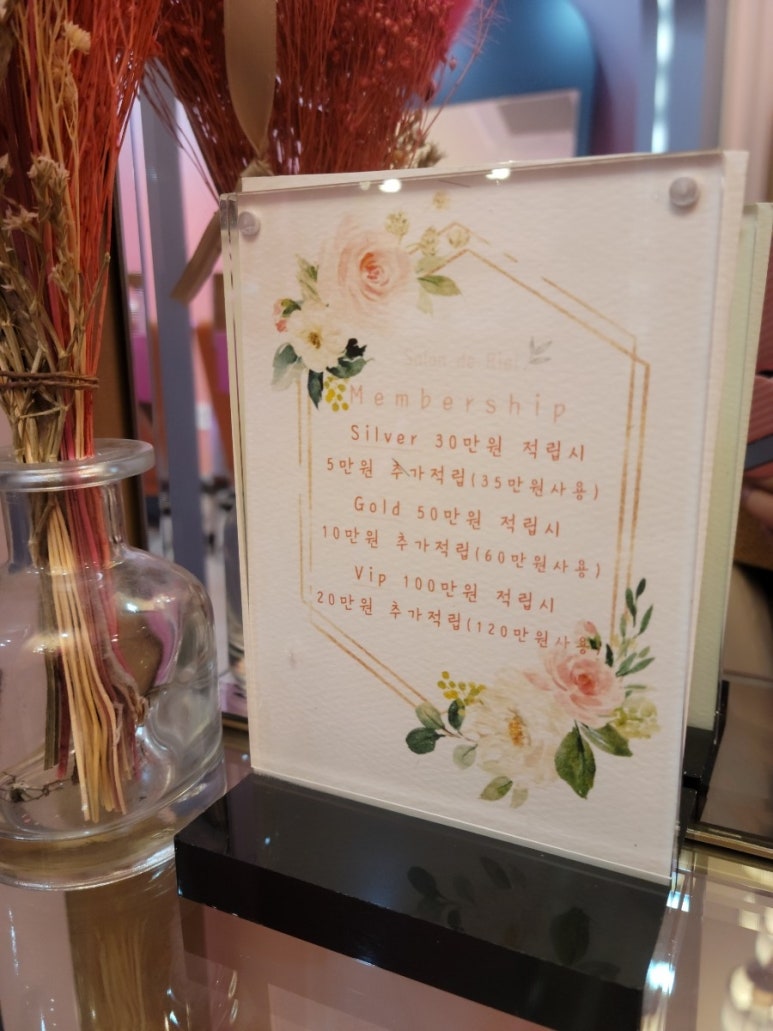 Salon de Biel
Membership
Silver 30만원 적립시
5만원 추가적립(35만원사용)
Gold 50만원 적립시
10만원 추가적립(60만원사용)
Vip 100만원 적립시
20만원 추가적립(120만원사용)